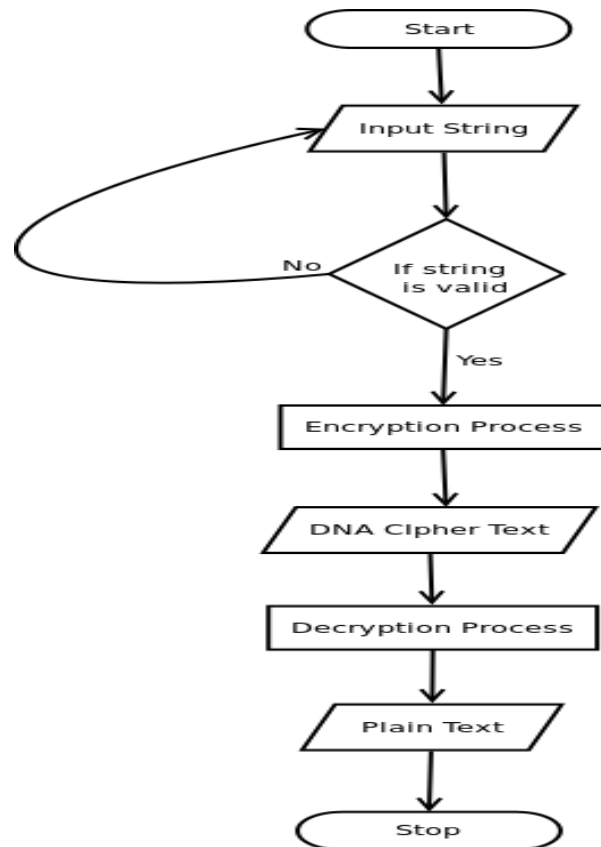 Start
Input String
No
If string
is valid
Yes
Encryption Process
DNA CIpher Text
Decryption Process
Plain Text
Stop